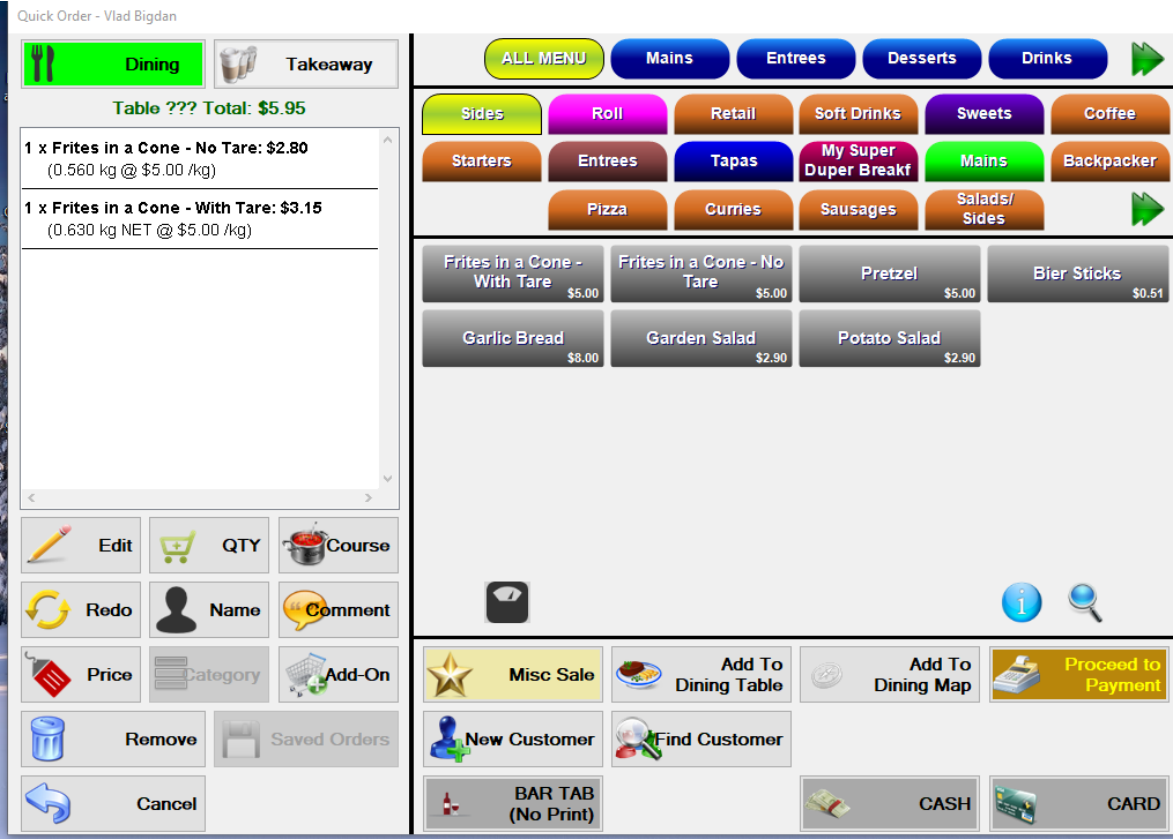 Quick Order - Vlad Bigdan
Dining
Takeaway
Table ??? Total: $5.95
1 x Frites in a Cone - No Tare: $2.80
(0.560 kg @ $5.00 /kg)
1 x Frites in a Cone - With Tare: $3.15
(0.630 kg NET @ $5.00 /kg)
Edit
QTY
Course
Redo
Name
Comment
Price
Category
Add-On
Remove
Saved Orders
Cancel
ALL MENU
Mains
Entrees
Desserts
Drinks
Sides
Roll
Retail
Soft Drinks
Sweets
Coffee
Starters
Entrees
Tapas
My Super
Duper Breakf
Mains
Backpacker
Pizza
Curries
Sausages
Salads/
Sides
Frites in a Cone -
With Tare
$5.00
Frites in a Cone - No
Tare
$5.00
Pretzel
$5.00
Bier Sticks
$0.51
Garlic Bread
$8.00
Garden Salad
$2.90
Potato Salad
$2.90
Misc Sale
Add To
Dining Table
Add To
Dining Map
Proceed to
Payment
New Customer
Find Customer
BAR TAB
(No Print)
CASH
CARD